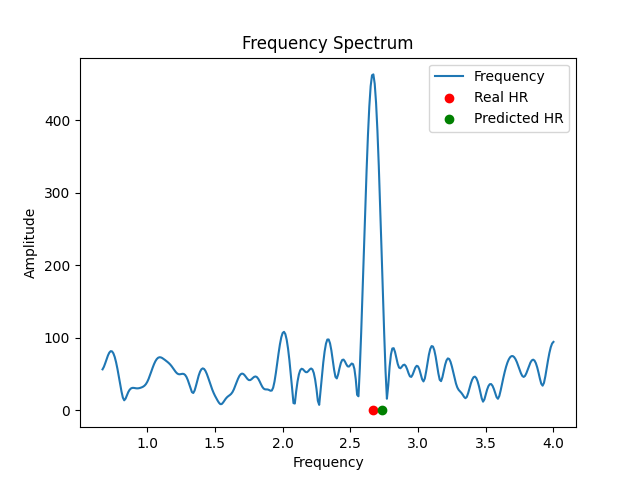 Frequency Spectrum
Frequency
Real HR
Predicted HR
Amplitude
400
300
200
100
0
1.0 1.5 2.0 2.5 3.0 3.5 4.0
Frequency